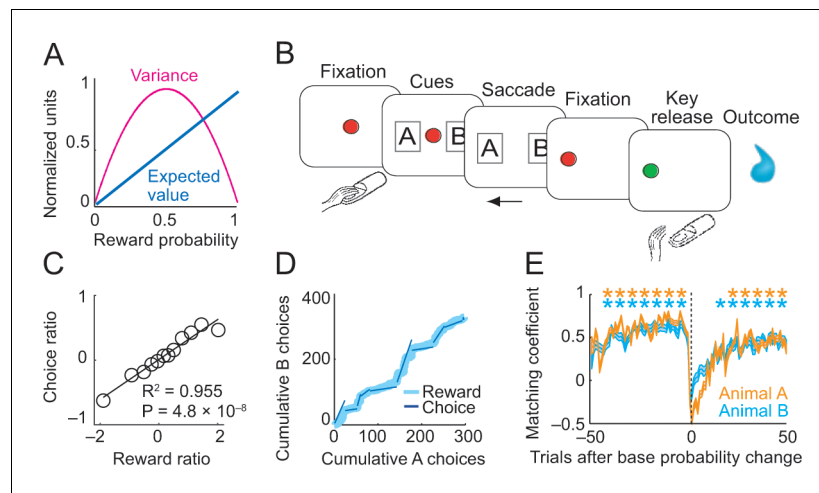 A
Variance
Normalized units
1
0.5
0
Expected
value
0
0.5
1
Reward probability
B
Fixation
Cues
Saccade
Fixation
Key
release
Outcome
A
B
A
B
C
Choice ratio
1
0
−1
R² = 0.955
P = 4.8 × 10⁻⁸
−2
0
2
Reward ratio
D
Cumulative B choices
400
200
0
Reward
Choice
0
100
200
300
Cumulative A choices
E
Matching coefficient
1
0.5
0
−0.5
*******
******
*******
*******
Animal A
Animal B
−50
0
50
Trials after base probability change